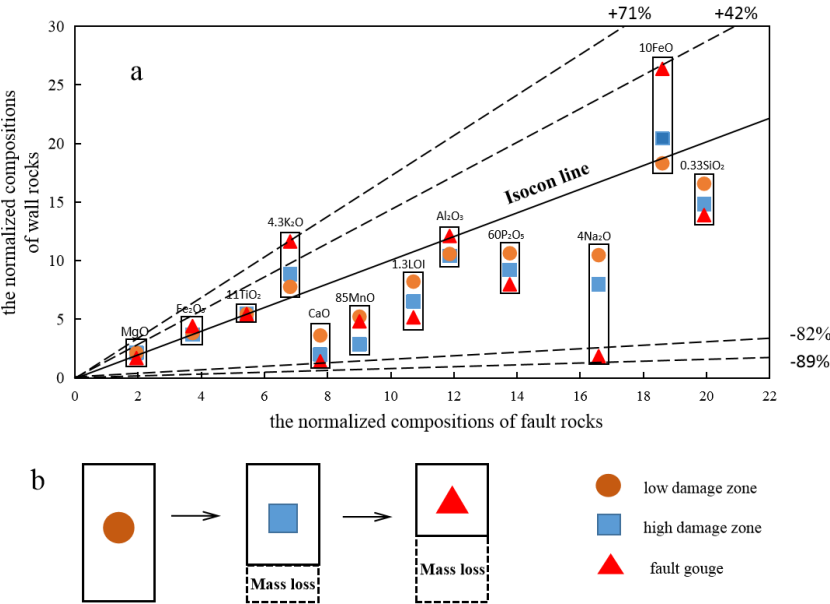 +71%
+42%
30
25
20
15
10
5
0
a
the normalized compositions
of wall rocks
10FeO
0.33SiO₂
Isocon line
4.3K₂O
Al₂O₃
60P₂O₅
4Na₂O
1.3LOI
11TiO₂
Fe₂O₃
85MnO
CaO
MgO
-82%
-89%
0 2 4 6 8 10 12 14 16 18 20 22
the normalized compositions of fault rocks
b
Mass loss
Mass loss
low damage zone
high damage zone
fault gouge